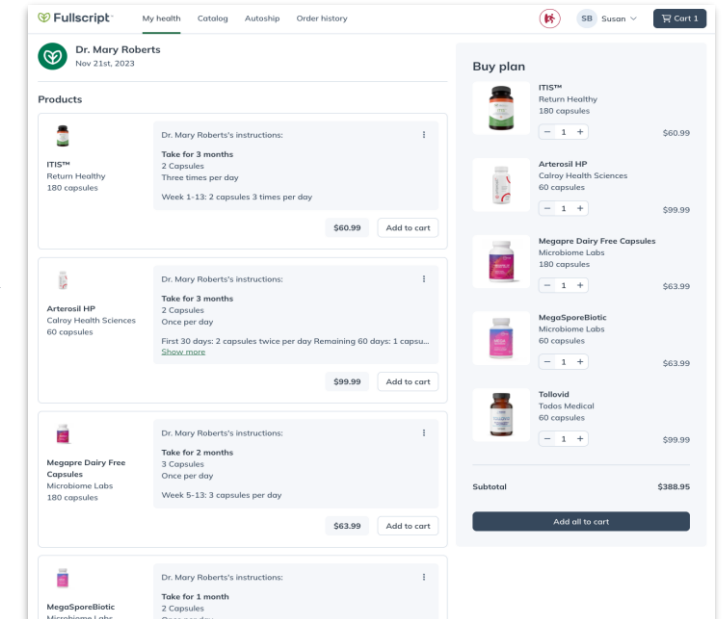 Fullscript
My health Catalog Autoship Order history
SB Susan Cart 1
Dr. Mary Roberts
Nov 21st, 2023
Products
ITIS™
Return Healthy
180 capsules
Dr. Mary Roberts's instructions:
Take for 3 months
2 Capsules
Three times per day
Week 1-13: 2 capsules 3 times per day
$60.99 Add to cart
Arterosil HP
Calroy Health Sciences
60 capsules
Dr. Mary Roberts's instructions:
Take for 3 months
2 Capsules
Once per day
First 30 days: 2 capsules twice per day Remaining 60 days: 1 capsu...
Show more
$99.99 Add to cart
Megapre Dairy Free
Capsules
Microbiome Labs
180 capsules
Dr. Mary Roberts's instructions:
Take for 2 months
3 Capsules
Once per day
Week 5-13: 3 capsules per day
$63.99 Add to cart
MegaSporeBiotic
Microbiome Labs
Dr. Mary Roberts's instructions:
Take for 1 month
2 Capsules
Buy plan
ITIS™
Return Healthy
180 capsules
− 1 +
$60.99
Arterosil HP
Calroy Health Sciences
60 capsules
− 1 +
$99.99
Megapre Dairy Free Capsules
Microbiome Labs
180 capsules
− 1 +
$63.99
MegaSporeBiotic
Microbiome Labs
60 capsules
− 1 +
$63.99
Tollovid
Todos Medical
60 capsules
− 1 +
$99.99
Subtotal $388.95
Add all to cart